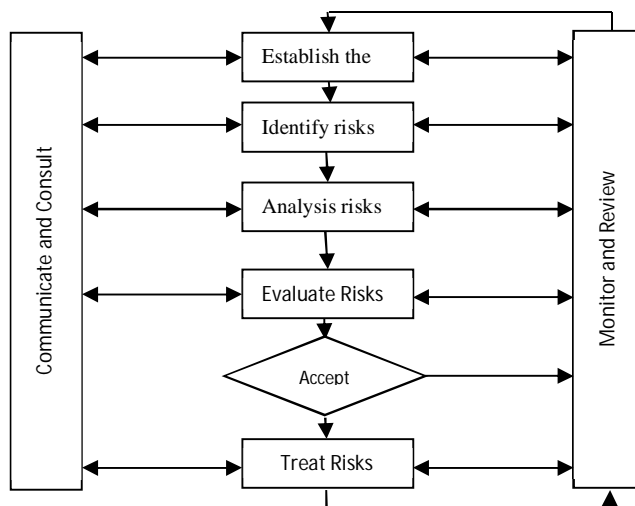 Establish the
Identify risks
Analysis risks
Evaluate Risks
Accept
Treat Risks
Communicate and Consult
Monitor and Review